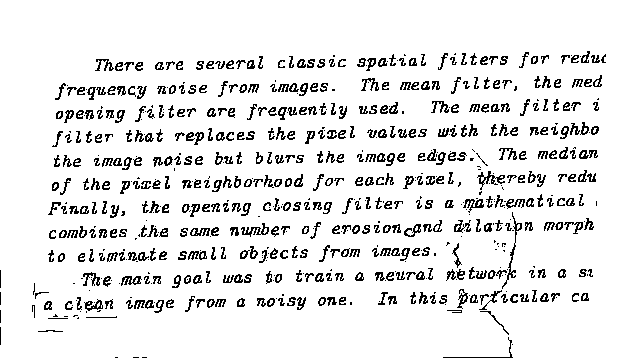 There are several classic spatial filters for reduc
frequency noise from images. The mean filter, the med
opening filter are frequently used. The mean filter i
filter that replaces the pixel values with the neighbo
the image noise but blurs the image edges. The median
of the pixel neighborhood for each pixel, thereby redu
Finally, the opening closing filter is a mathematical
combines the same number of erosion and dilation morph
to eliminate small objects from images.
The main goal was to train a neural network in a si
a clean image from a noisy one. In this particular ca